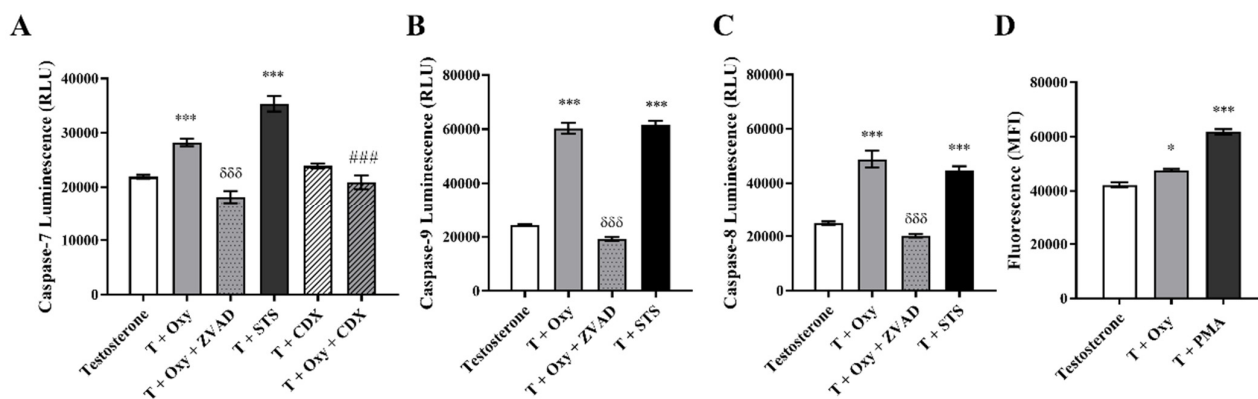 A
Caspase-7 Luminescence (RLU)
40000
30000
20000
10000
0
***
δδδ
***
###
Testosterone
T + Oxy
T + Oxy + ZVAD
T + STS
T + CDX
T + Oxy + CDX
B
Caspase-9 Luminescence (RLU)
80000
60000
40000
20000
0
***
δδδ
***
Testosterone
T + Oxy
T + Oxy + ZVAD
T + STS
C
Caspase-8 Luminescence (RLU)
80000
60000
40000
20000
0
***
δδδ
***
Testosterone
T + Oxy
T + Oxy + ZVAD
T + STS
D
Fluorescence (MFI)
80000
60000
40000
20000
0
*
***
Testosterone
T + Oxy
T + PMA